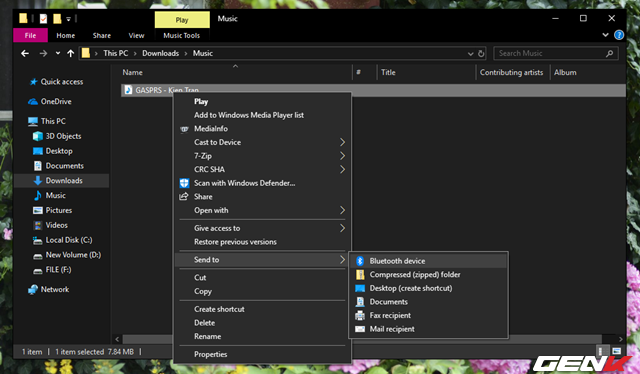 Play
Music
File
Home
Share
View
Music Tools
This PC
Downloads
Music
Search Music
Name
#
Title
Contributing artists
Album
Quick access
OneDrive
This PC
3D Objects
Desktop
Documents
Downloads
Music
Pictures
Videos
Local Disk (C:)
New Volume (D:)
FILE (F:)
Network
GASPRS - Kien Tran
Play
Add to Windows Media Player list
MediaInfo
Cast to Device
7-Zip
CRC SHA
Scan with Windows Defender...
Share
Open with
Give access to
Restore previous versions
Send to
Cut
Copy
Create shortcut
Delete
Rename
Properties
Bluetooth device
Compressed (zipped) folder
Desktop (create shortcut)
Documents
Fax recipient
Mail recipient
1 item
1 item selected 7.84 MB
GENK